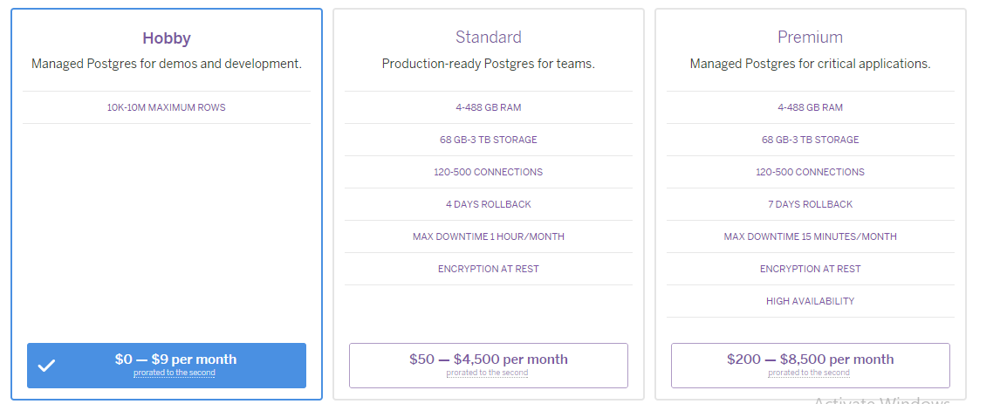 Hobby
Managed Postgres for demos and development.
10K-10M MAXIMUM ROWS
$0 — $9 per month
prorated to the second
Standard
Production-ready Postgres for teams.
4-488 GB RAM
68 GB-3 TB STORAGE
120-500 CONNECTIONS
4 DAYS ROLLBACK
MAX DOWNTIME 1 HOUR/MONTH
ENCRYPTION AT REST
$50 — $4,500 per month
prorated to the second
Premium
Managed Postgres for critical applications.
4-488 GB RAM
68 GB-3 TB STORAGE
120-500 CONNECTIONS
7 DAYS ROLLBACK
MAX DOWNTIME 15 MINUTES/MONTH
ENCRYPTION AT REST
HIGH AVAILABILITY
$200 — $8,500 per month
prorated to the second
Activate Windows